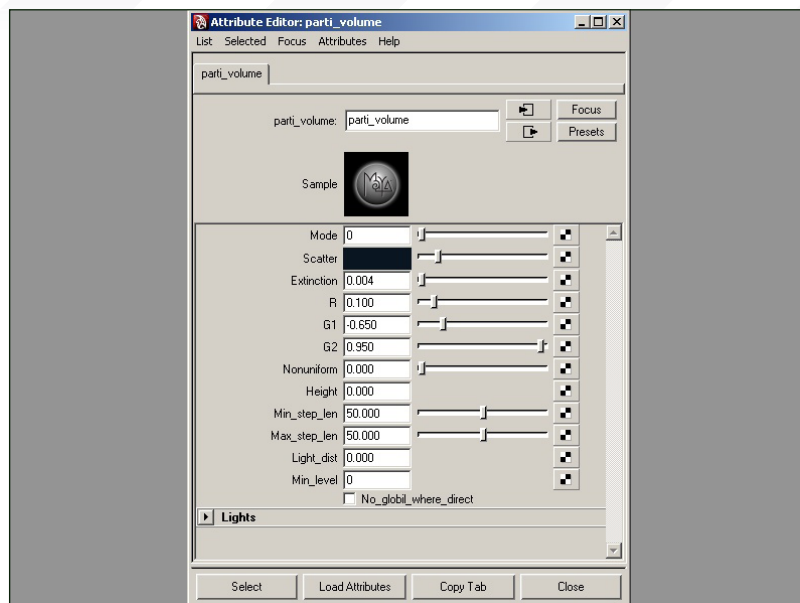 Attribute Editor: parti_volume
List Selected Focus Attributes Help
parti_volume
parti_volume: parti_volume
Focus
Presets
Sample
MAYA
Mode 0
Scatter
Extinction 0.004
R 0.100
G1 -0.650
G2 0.950
Nonuniform 0.000
Height 0.000
Min_step_len 50.000
Max_step_len 50.000
Light_dist 0.000
Min_level 0
No_globil_where_direct
Lights
Select Load Attributes Copy Tab Close